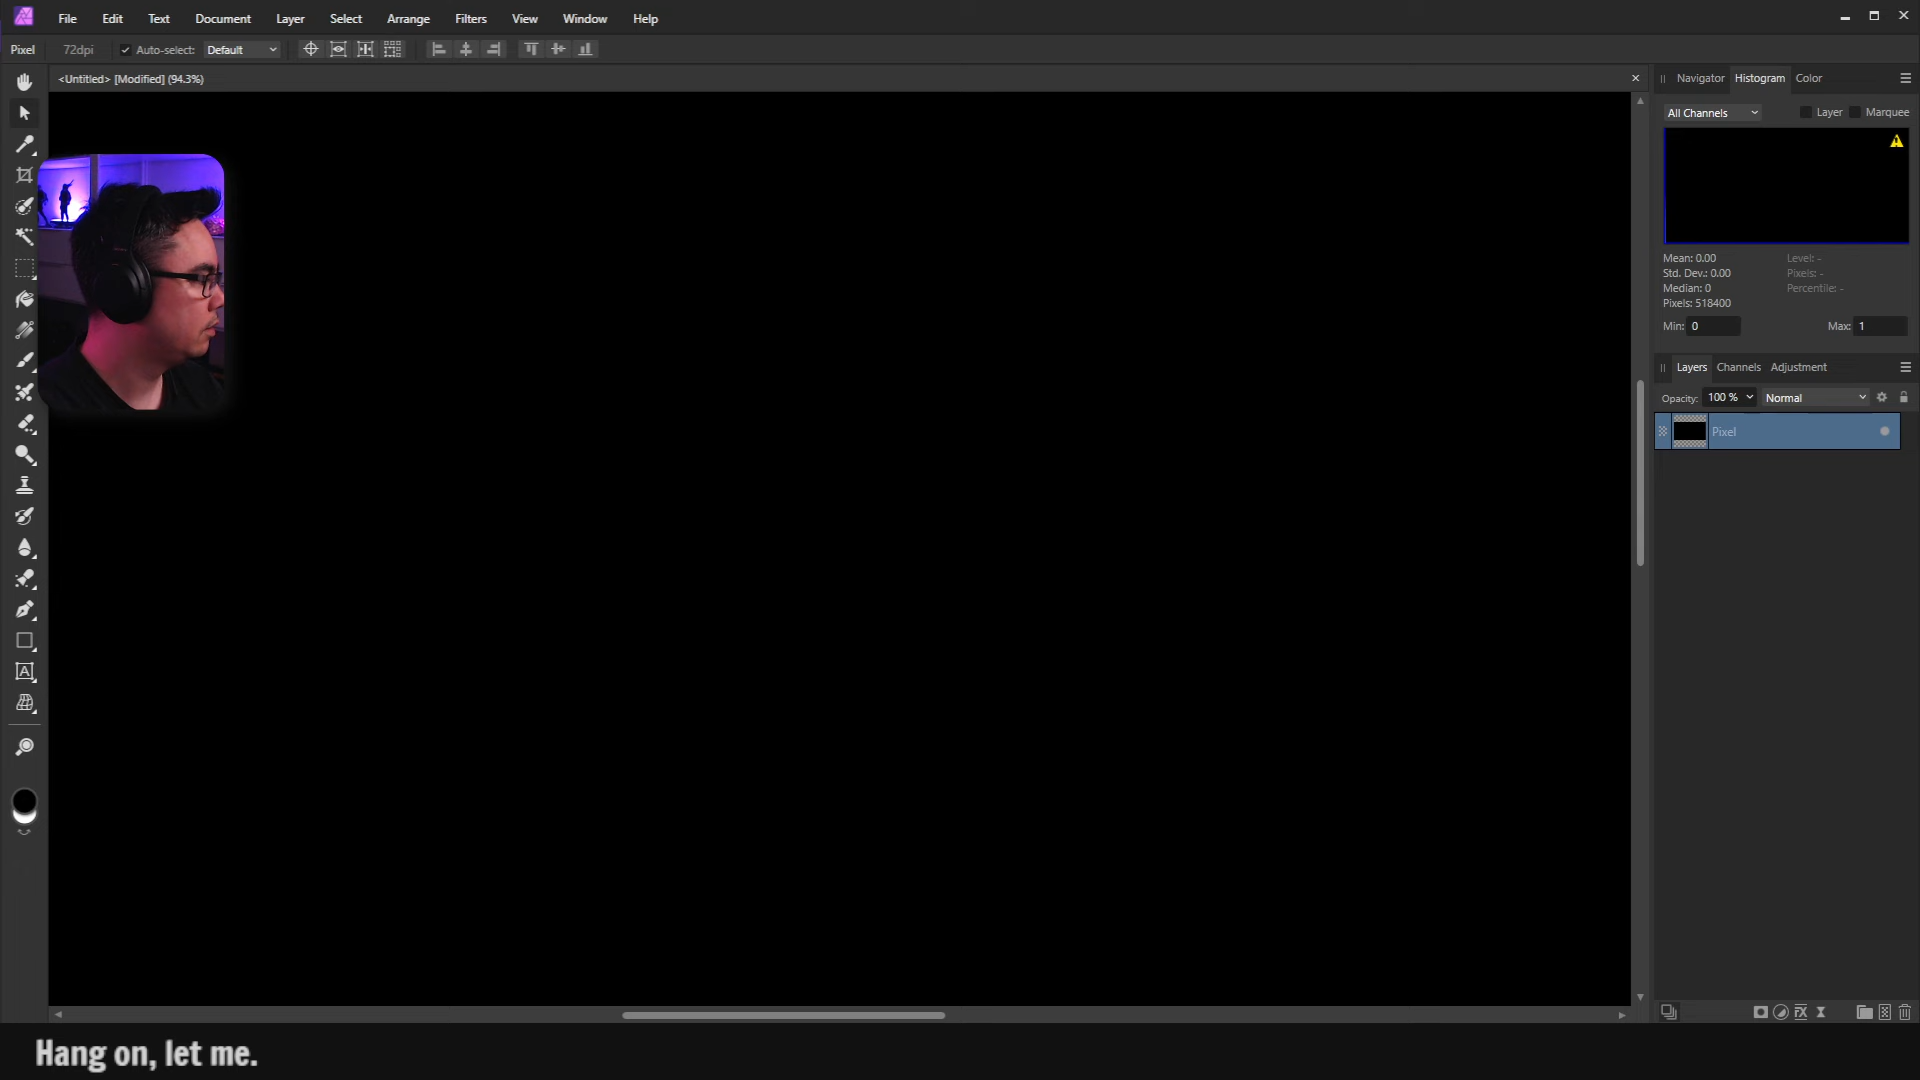 File Edit Text Document Layer Select Arrange Filters View Window Help
Pixel 72dpi Auto-select: Default
<Untitled> [Modified] (94.3%)
Navigator Histogram Color
All Channels Layer Marquee
Mean: 0.00 Level: -
Std. Dev.: 0.00 Pixels: -
Median: 0 Percentile: -
Pixels: 518400
Min: 0 Max: 1
Layers Channels Adjustment
Opacity: 100 % Normal
Pixel
Hang on, let me.